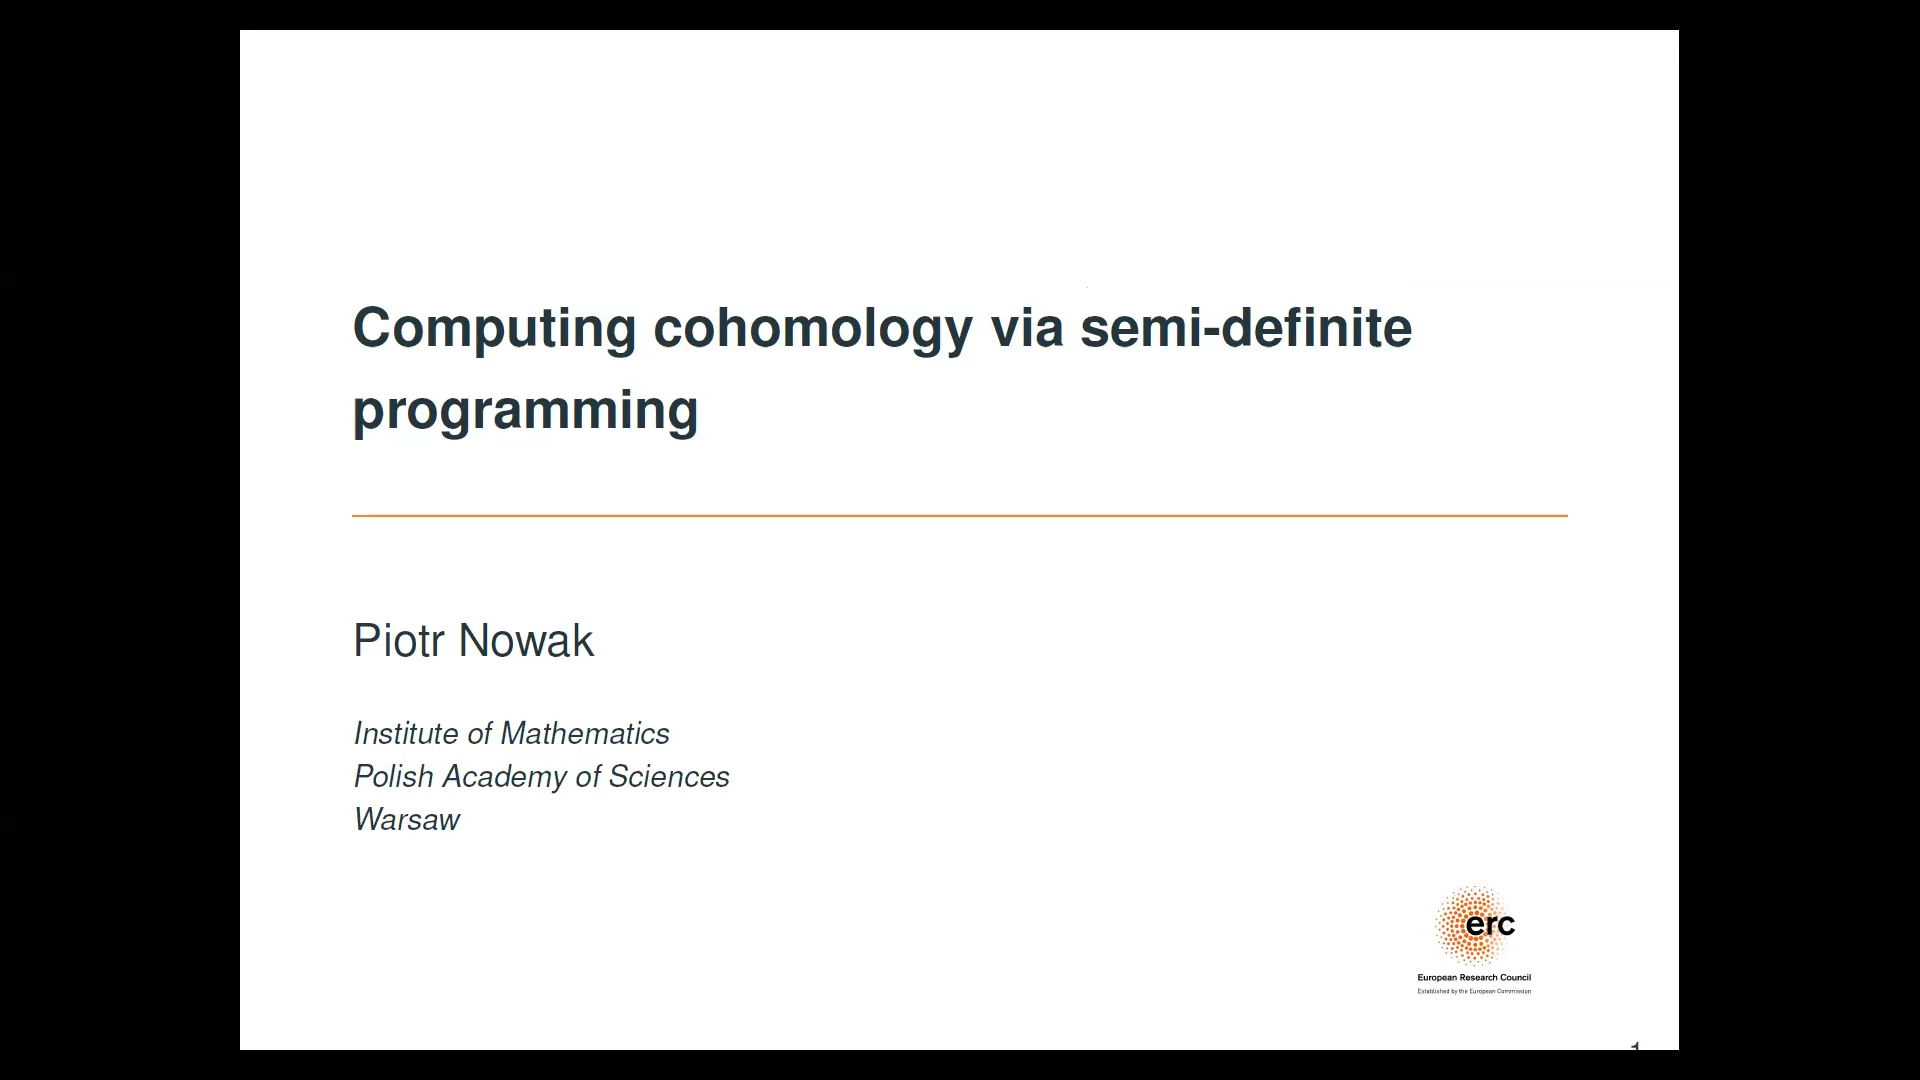 Computing cohomology via semi-definite
programming
Piotr Nowak
Institute of Mathematics
Polish Academy of Sciences
Warsaw
erc
European Research Council
Established by the European Commission
1